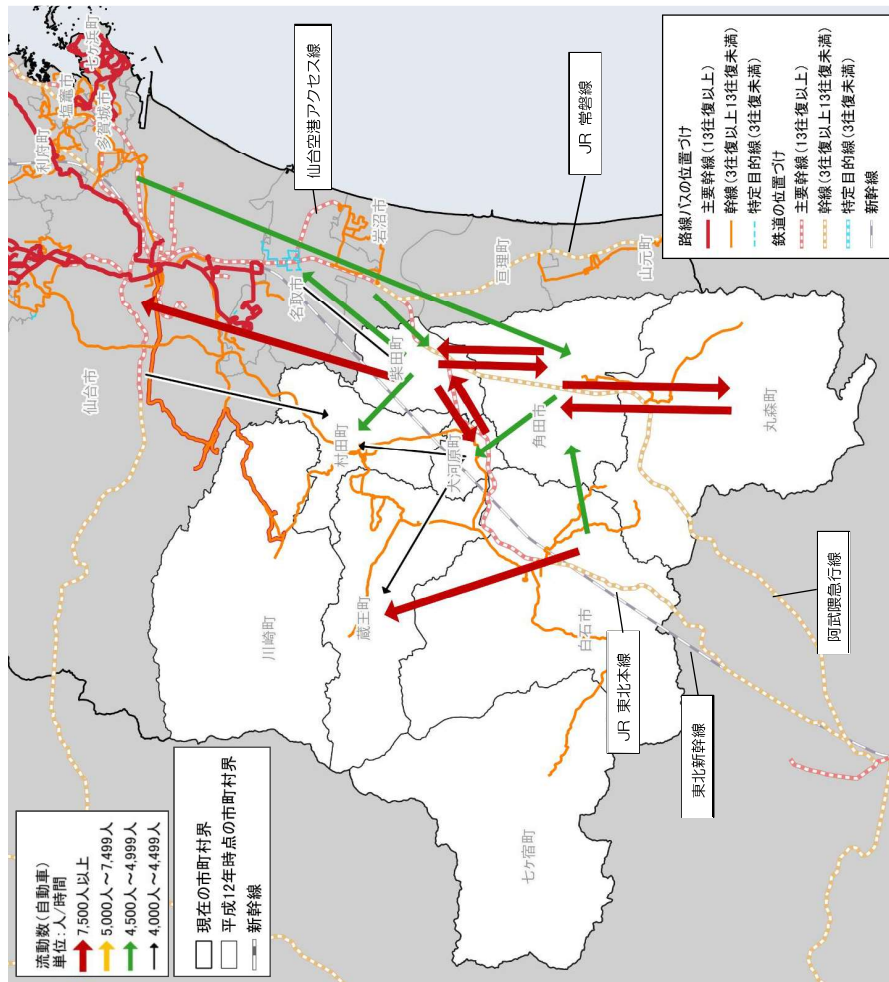 流動数(自動車)
単位:人/時間
7,500人以上
5,000人～7,499人
4,500人～4,999人
4,000人～4,499人
現在の市町村界
平成12年時点の市町村界
新幹線
利府町
塩竈市
七ヶ浜町
多賀城市
仙台市
仙台空港アクセス線
名取市
岩沼市
JR 常磐線
亘理町
山元町
川崎町
村田町
柴田町
大河原町
蔵王町
角田市
丸森町
白石市
七ヶ宿町
JR 東北本線
東北新幹線
阿武隈急行線
路線バスの位置づけ
主要幹線(13往復以上)
幹線(3往復以上13往復未満)
特定目的線(3往復未満)
鉄道の位置づけ
主要幹線(13往復以上)
幹線(3往復以上13往復未満)
特定目的線(3往復未満)
新幹線